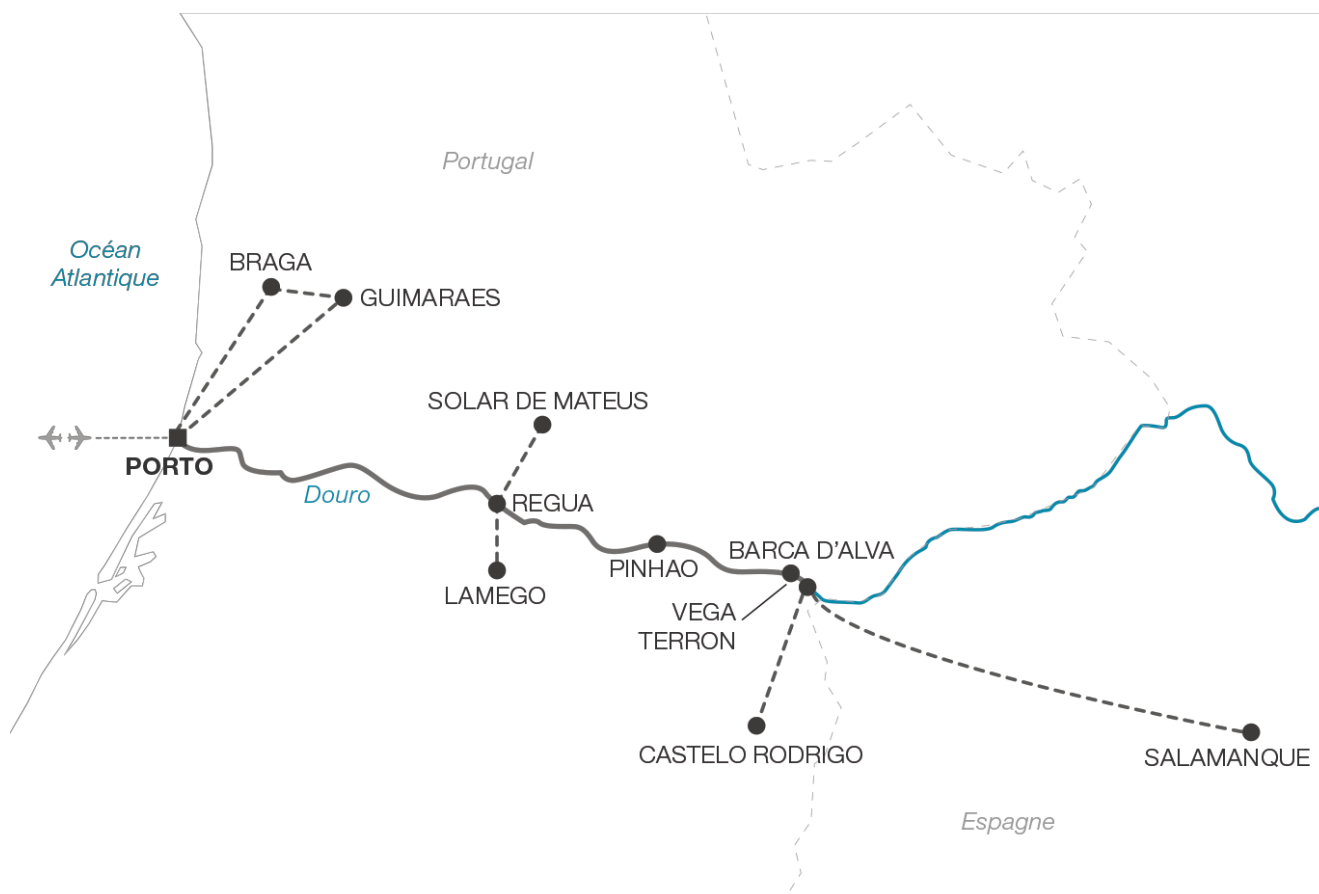 Portugal
Océan
Atlantique
BRAGA
GUIMARAES
SOLAR DE MATEUS
PORTO
Douro
REGUA
BARCA D’ALVA
PINHAO
LAMEGO
VEGA
TERRON
CASTELO RODRIGO
SALAMANQUE
Espagne